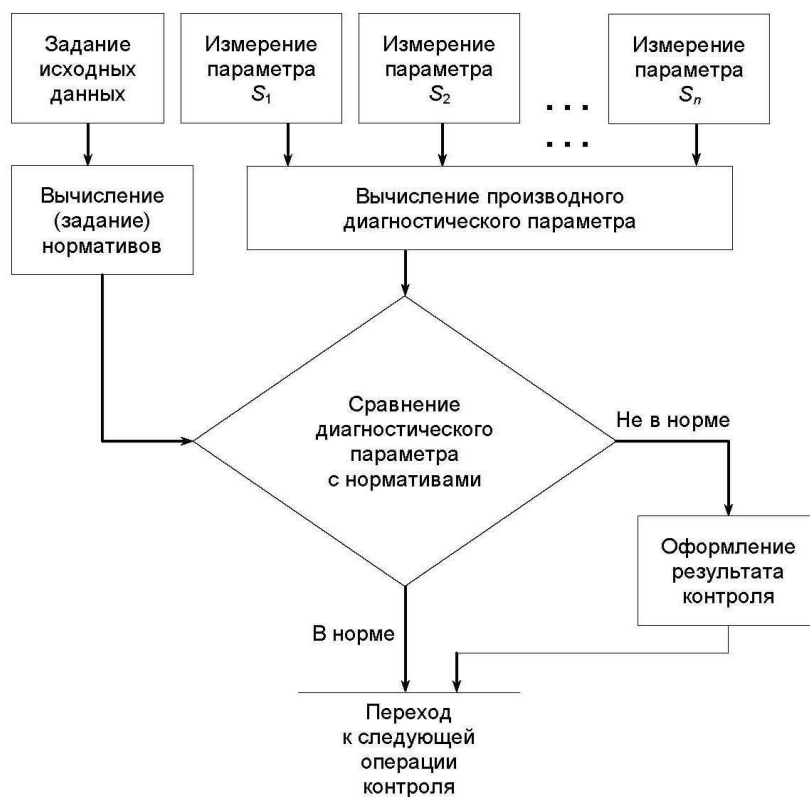 Задание
исходных
данных
Измерение
параметра
S₁
Измерение
параметра
S₂
. . .
. . .
Измерение
параметра
Sₙ
Вычисление
(задание)
нормативов
Вычисление производного
диагностического параметра
Сравнение
диагностического
параметра
с нормативами
Не в норме
Оформление
результата
контроля
В норме
Переход
к следующей
операции
контроля